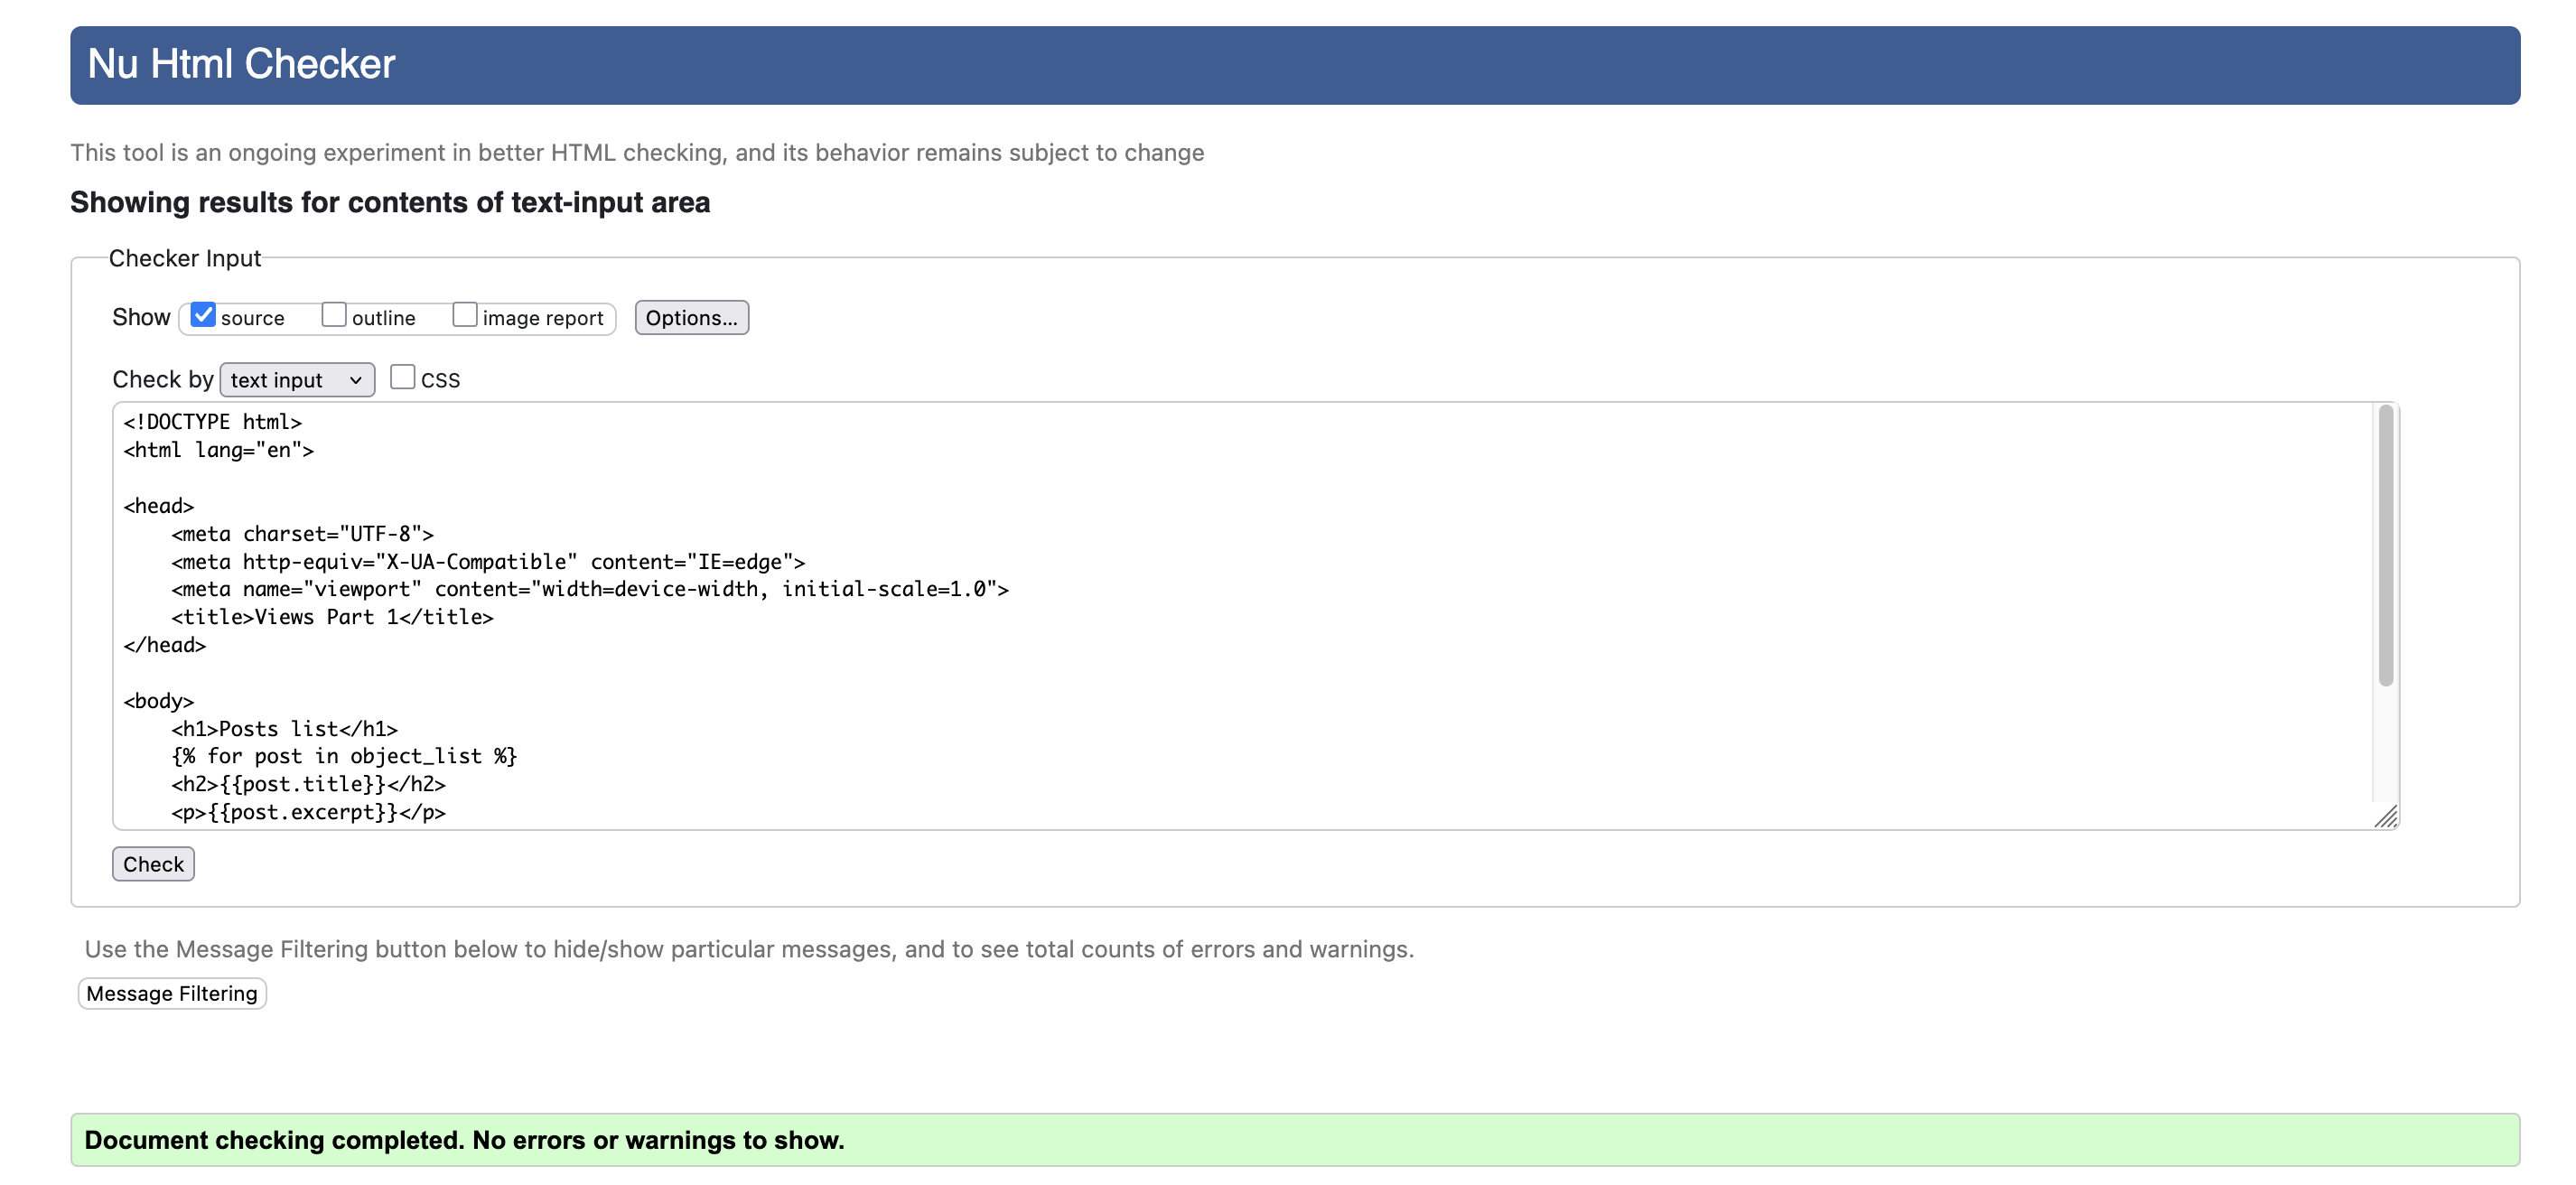 Nu Html Checker
This tool is an ongoing experiment in better HTML checking, and its behavior remains subject to change
Showing results for contents of text-input area
Checker Input
Show source outline image report Options...
Check by text input CSS
<!DOCTYPE html>
<html lang="en">
<head>
    <meta charset="UTF-8">
    <meta http-equiv="X-UA-Compatible" content="IE=edge">
    <meta name="viewport" content="width=device-width, initial-scale=1.0">
    <title>Views Part 1</title>
</head>
<body>
    <h1>Posts list</h1>
    {% for post in object_list %}
    <h2>{{post.title}}</h2>
    <p>{{post.excerpt}}</p>
Check
Use the Message Filtering button below to hide/show particular messages, and to see total counts of errors and warnings.
Message Filtering
Document checking completed. No errors or warnings to show.